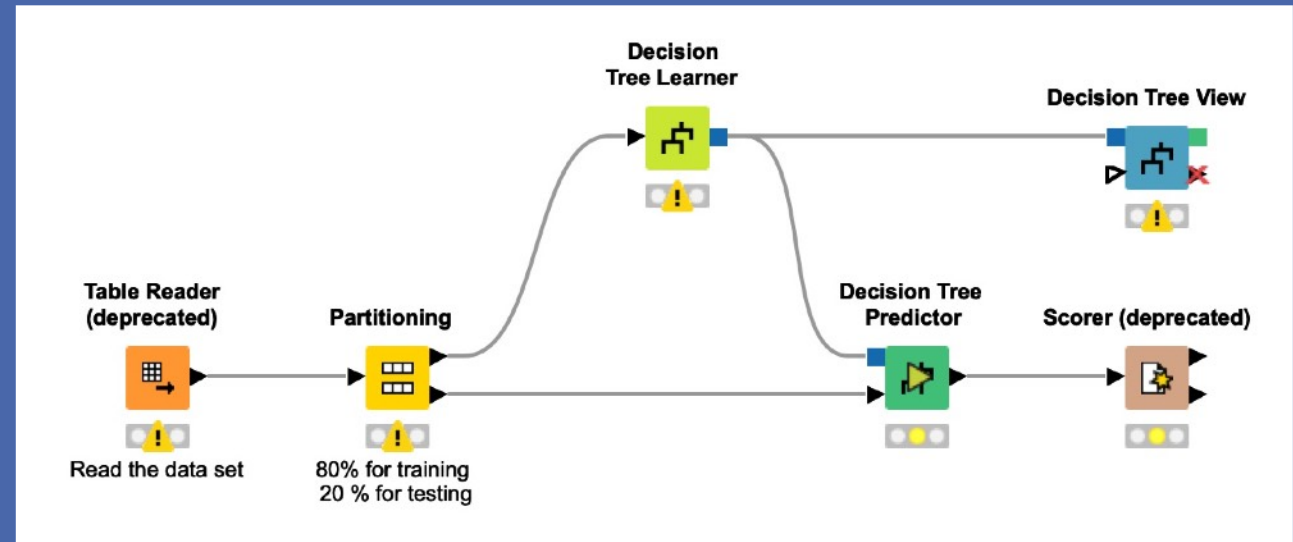 Decision
Tree Learner
Decision Tree View
Table Reader
(deprecated)
Partitioning
Decision Tree
Predictor
Scorer (deprecated)
Read the data set
80% for training
20 % for testing